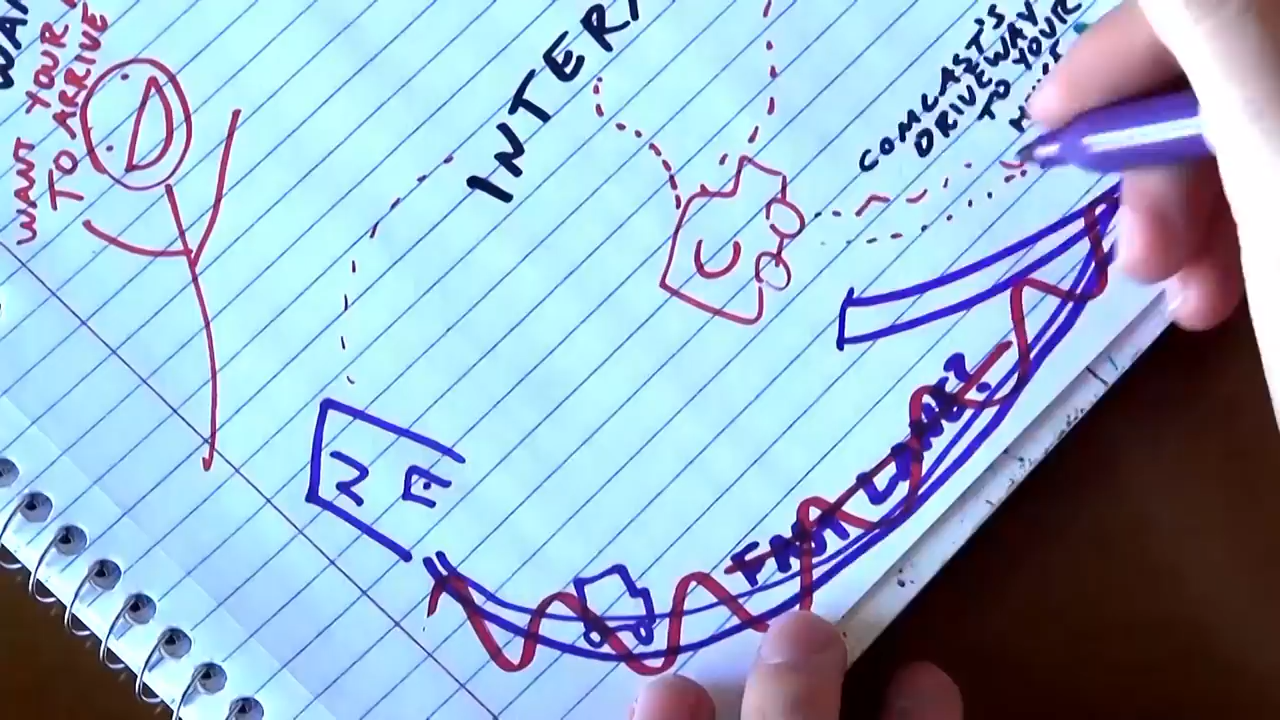 WANT YOUR
TO ARRIVE
INTER
C
COMCAST'S
DRIVEWAY
TO YOUR
FAST LANE?